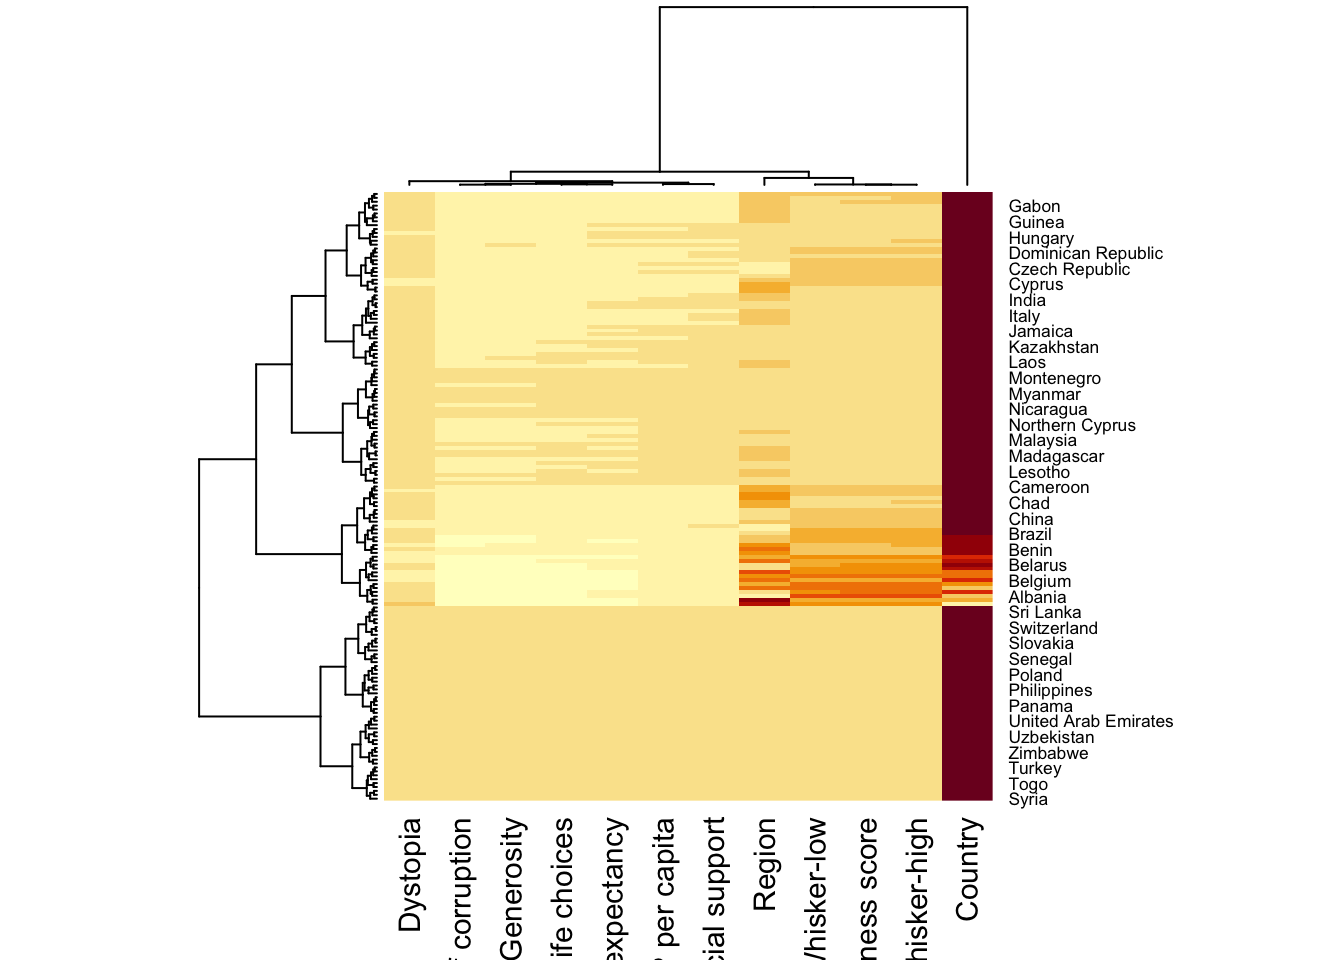 Gabon
Guinea
Hungary
Dominican Republic
Czech Republic
Cyprus
India
Italy
Jamaica
Kazakhstan
Laos
Montenegro
Myanmar
Nicaragua
Northern Cyprus
Malaysia
Madagascar
Lesotho
Cameroon
Chad
China
Brazil
Benin
Belarus
Belgium
Albania
Sri Lanka
Switzerland
Slovakia
Senegal
Poland
Philippines
Panama
United Arab Emirates
Uzbekistan
Zimbabwe
Turkey
Togo
Syria
Dystopia
corruption
Generosity
ife choices
expectancy
per capita
cial support
Region
hisker-low
ness score
hisker-high
Country